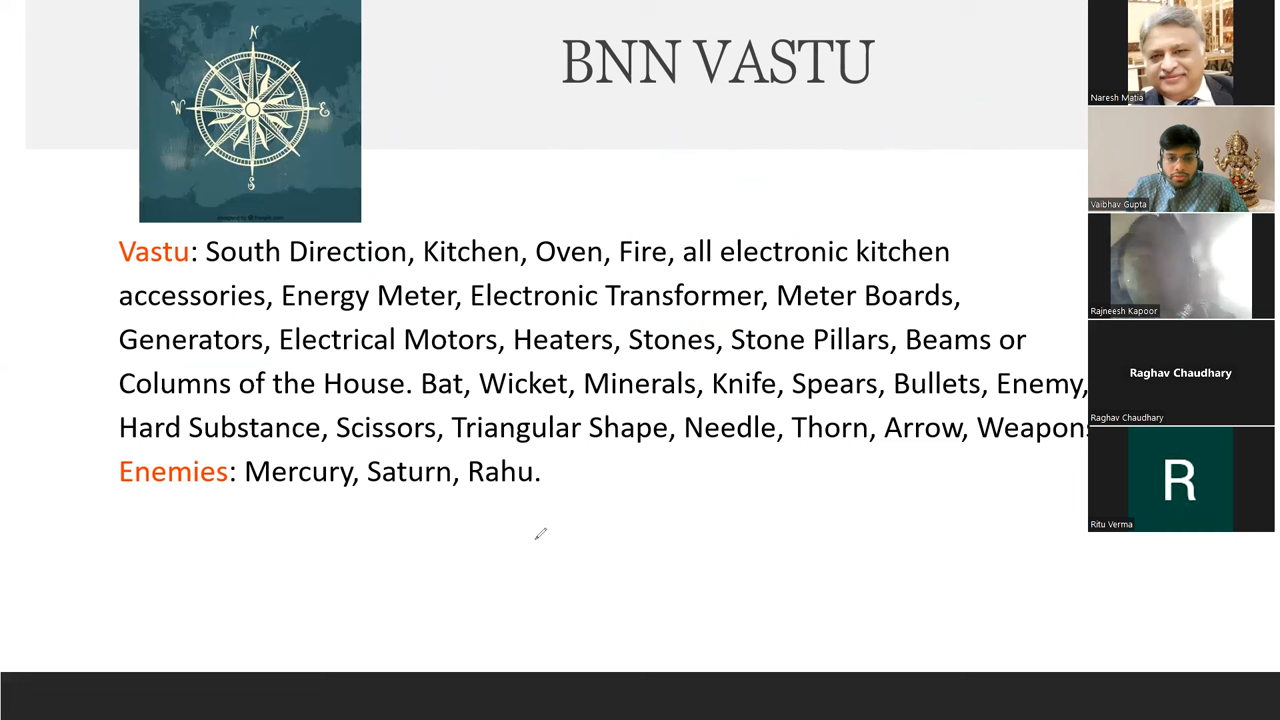 BNN VASTU
N
W
E
S
Vastu: South Direction, Kitchen, Oven, Fire, all electronic kitchen
accessories, Energy Meter, Electronic Transformer, Meter Boards,
Generators, Electrical Motors, Heaters, Stones, Stone Pillars, Beams or
Columns of the House. Bat, Wicket, Minerals, Knife, Spears, Bullets, Enemy,
Hard Substance, Scissors, Triangular Shape, Needle, Thorn, Arrow, Weapons
Enemies: Mercury, Saturn, Rahu.
Naresh Matia
Vaibhav Gupta
Rajneesh Kapoor
Raghav Chaudhary
Raghav Chaudhary
R
Ritu Verma